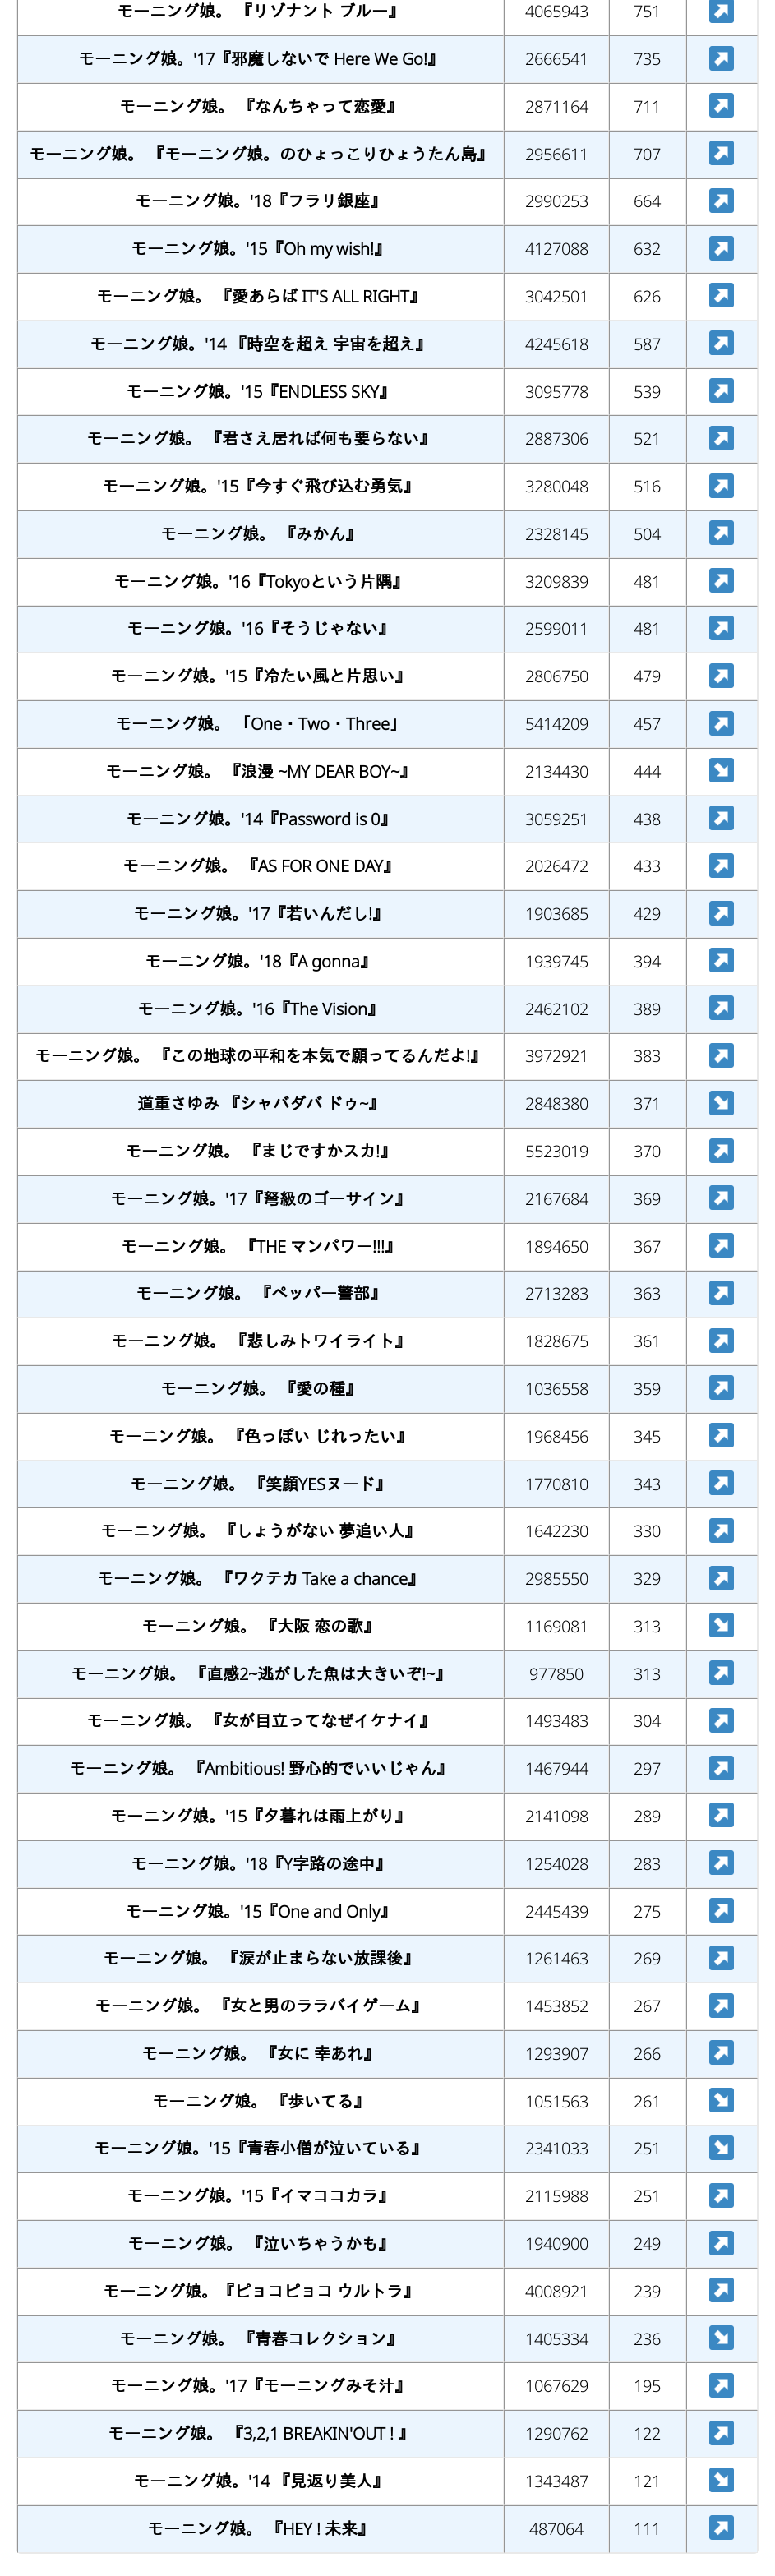 モーニング娘。 『リゾナント ブルー』 4065943 751
モーニング娘。'17『邪魔しないで Here We Go!』 2666541 735
モーニング娘。 『なんちゃって恋愛』 2871164 711
モーニング娘。 『モーニング娘。のひょっこりひょうたん島』 2956611 707
モーニング娘。'18『フラリ銀座』 2990253 664
モーニング娘。'15『Oh my wish!』 4127088 632
モーニング娘。 『愛あらば IT'S ALL RIGHT』 3042501 626
モーニング娘。'14 『時空を超え 宇宙を超え』 4245618 587
モーニング娘。'15『ENDLESS SKY』 3095778 539
モーニング娘。 『君さえ居れば何も要らない』 2887306 521
モーニング娘。'15『今すぐ飛び込む勇気』 3280048 516
モーニング娘。 『みかん』 2328145 504
モーニング娘。'16『Tokyoという片隅』 3209839 481
モーニング娘。'16『そうじゃない』 2599011 481
モーニング娘。'15『冷たい風と片思い』 2806750 479
モーニング娘。 「One・Two・Three」 5414209 457
モーニング娘。 『浪漫 ~MY DEAR BOY~』 2134430 444
モーニング娘。'14『Password is 0』 3059251 438
モーニング娘。 『AS FOR ONE DAY』 2026472 433
モーニング娘。'17『若いんだし!』 1903685 429
モーニング娘。'18『A gonna』 1939745 394
モーニング娘。'16『The Vision』 2462102 389
モーニング娘。 『この地球の平和を本気で願ってるんだよ!』 3972921 383
道重さゆみ 『シャバダバ ドゥ~』 2848380 371
モーニング娘。 『まじですかスカ!』 5523019 370
モーニング娘。'17『弩級のゴーサイン』 2167684 369
モーニング娘。 『THE マンパワー!!!』 1894650 367
モーニング娘。 『ペッパー警部』 2713283 363
モーニング娘。 『悲しみトワイライト』 1828675 361
モーニング娘。 『愛の種』 1036558 359
モーニング娘。 『色っぽい じれったい』 1968456 345
モーニング娘。 『笑顔YESヌード』 1770810 343
モーニング娘。 『しょうがない 夢追い人』 1642230 330
モーニング娘。 『ワクテカ Take a chance』 2985550 329
モーニング娘。 『大阪 恋の歌』 1169081 313
モーニング娘。 『直感2~逃がした魚は大きいぞ!~』 977850 313
モーニング娘。 『女が目立ってなぜイケナイ』 1493483 304
モーニング娘。 『Ambitious! 野心的でいいじゃん』 1467944 297
モーニング娘。'15『夕暮れは雨上がり』 2141098 289
モーニング娘。'18『Y字路の途中』 1254028 283
モーニング娘。'15『One and Only』 2445439 275
モーニング娘。 『涙が止まらない放課後』 1261463 269
モーニング娘。 『女と男のララバイゲーム』 1453852 267
モーニング娘。 『女に 幸あれ』 1293907 266
モーニング娘。 『歩いてる』 1051563 261
モーニング娘。'15『青春小僧が泣いている』 2341033 251
モーニング娘。'15『イマココカラ』 2115988 251
モーニング娘。 『泣いちゃうかも』 1940900 249
モーニング娘。『ピョコピョコ ウルトラ』 4008921 239
モーニング娘。 『青春コレクション』 1405334 236
モーニング娘。'17『モーニングみそ汁』 1067629 195
モーニング娘。 『3,2,1 BREAKIN'OUT ! 』 1290762 122
モーニング娘。'14 『見返り美人』 1343487 121
モーニング娘。 『HEY ! 未来』 487064 111